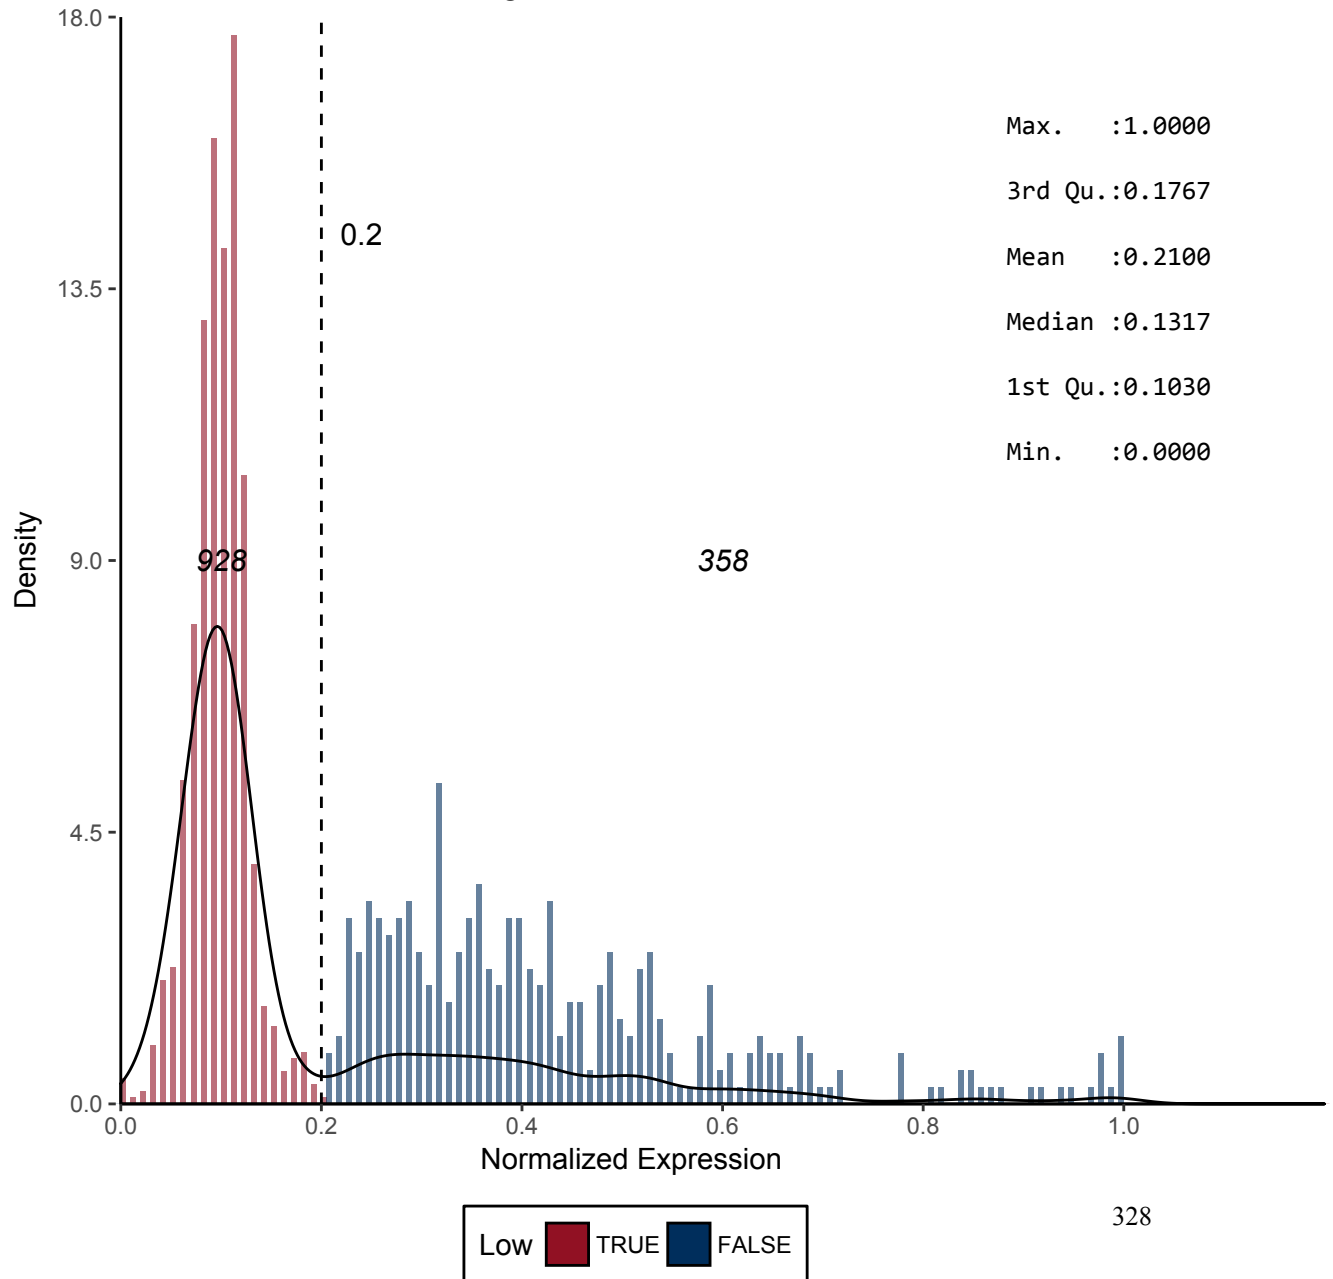 18.0
Max. :1.0000
3rd Qu.:0.1767
0.2
Mean :0.2100
13.5
Median :0.1317
1st Qu.:0.1030
Min. :0.0000
Density
9.0
928
358
4.5
0.0
0.0 0.2 0.4 0.6 0.8 1.0
Normalized Expression
328
Low TRUE FALSE